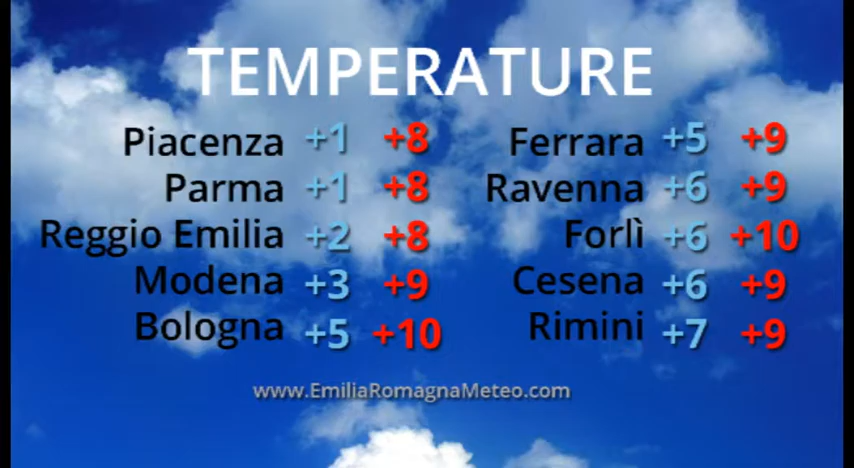 TEMPERATURE
Piacenza +1 +8
Parma +1 +8
Reggio Emilia +2 +8
Modena +3 +9
Bologna +5 +10
Ferrara +5 +9
Ravenna +6 +9
Forlì +6 +10
Cesena +6 +9
Rimini +7 +9
www.EmiliaRomagnaMeteo.com